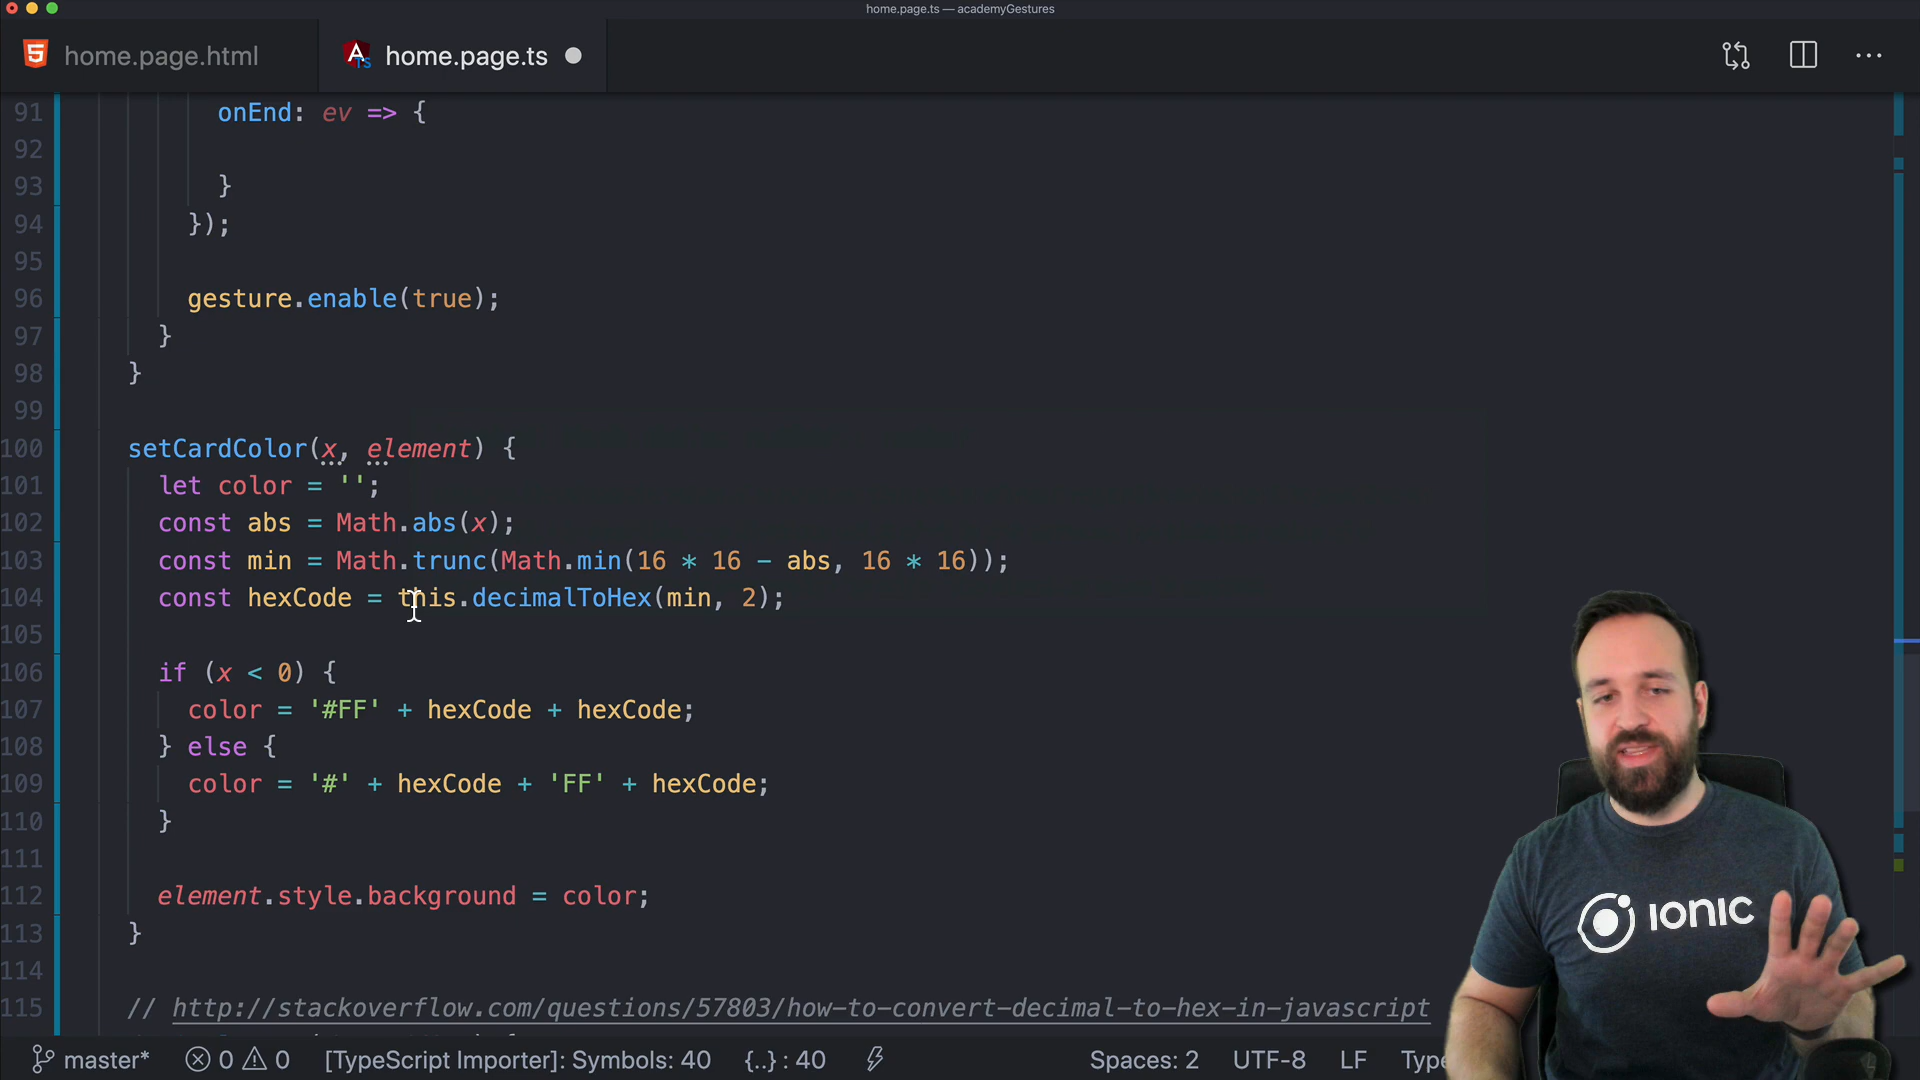 home.page.ts — academyGestures
home.page.html
home.page.ts
91 onEnd: ev => {
92
93 }
94 });
95
96 gesture.enable(true);
97 }
98 }
99
100 setCardColor(x, element) {
101 let color = '';
102 const abs = Math.abs(x);
103 const min = Math.trunc(Math.min(16 * 16 - abs, 16 * 16));
104 const hexCode = this.decimalToHex(min, 2);
105
106 if (x < 0) {
107 color = '#FF' + hexCode + hexCode;
108 } else {
109 color = '#' + hexCode + 'FF' + hexCode;
110 }
111
112 element.style.background = color;
113 }
114
115 // http://stackoverflow.com/questions/57803/how-to-convert-decimal-to-hex-in-javascript
IONIC
master* 0 0 [TypeScript Importer]: Symbols: 40 {..} : 40 Spaces: 2 UTF-8 LF